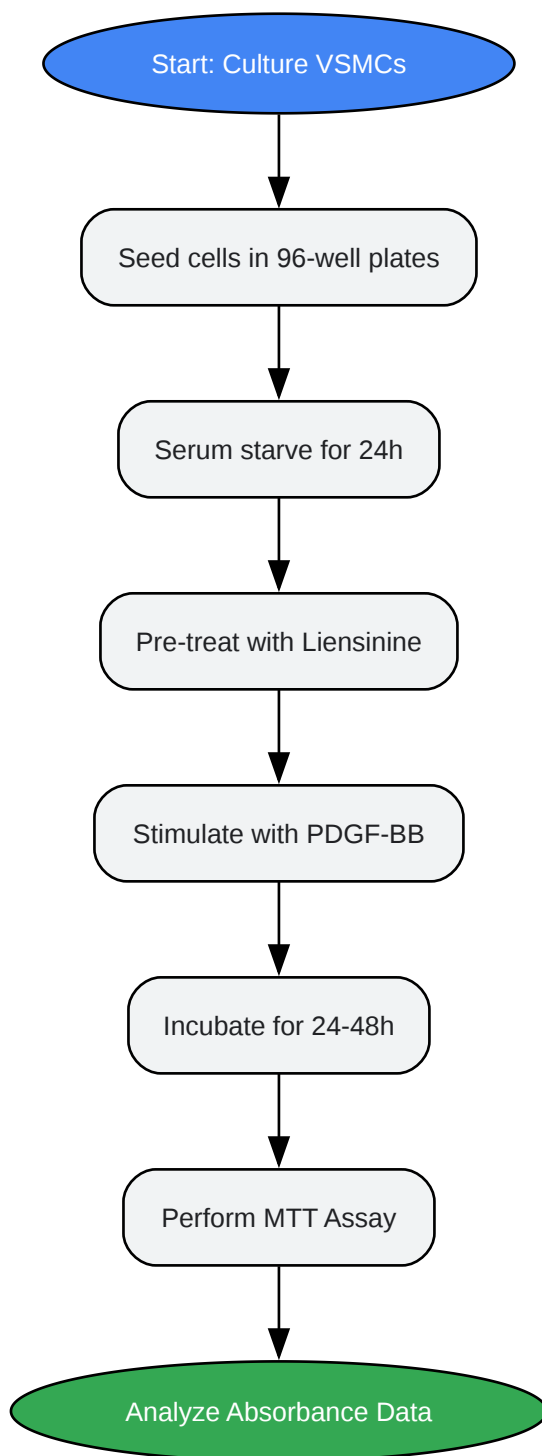 Start: Culture VSMCs
Seed cells in 96-well plates
Serum starve for 24h
Pre-treat with Liensinine
Stimulate with PDGF-BB
Incubate for 24-48h
Perform MTT Assay
Analyze Absorbance Data